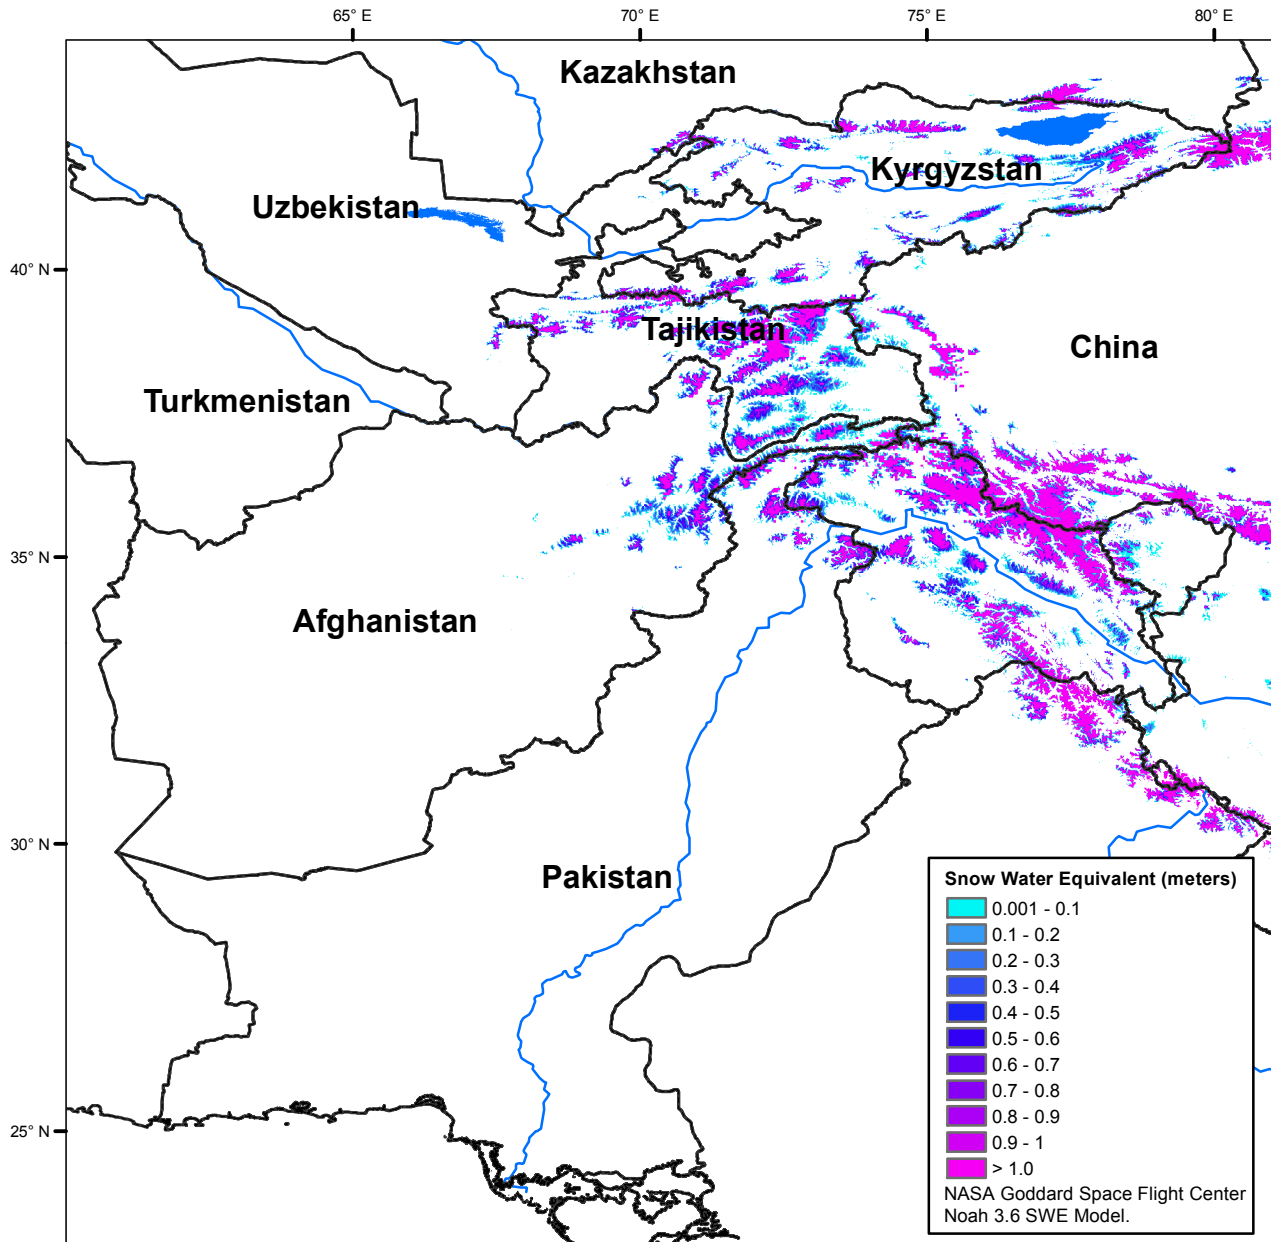 65° E
70° E
75° E
80° E
Kazakhstan
Kyrgyzstan
Uzbekistan
40° N
Tajikistan
China
Turkmenistan
35° N
Afghanistan
30° N
Pakistan
25° N
Snow Water Equivalent (meters)
0.001 - 0.1
0.1 - 0.2
0.2 - 0.3
0.3 - 0.4
0.4 - 0.5
0.5 - 0.6
0.6 - 0.7
0.7 - 0.8
0.8 - 0.9
0.9 - 1
> 1.0
NASA Goddard Space Flight Center
Noah 3.6 SWE Model.